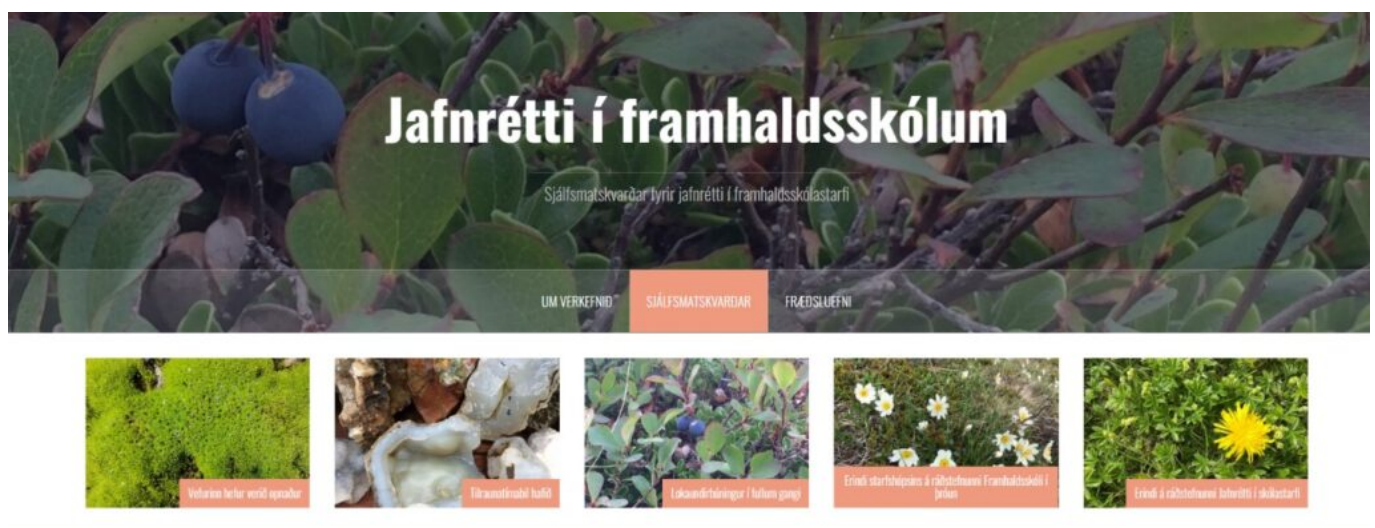 Jafnrétti í framhaldsskólum
Sjálfsmatskvarðar fyrir jafnrétti í framhaldsskólastarfi
UM VERKEFNIÐ SJÁLFSMATSKVARÐAR FRÆÐSLUEFNI
Vefurinn hefur verið opnaður
Tilraunatímabil hafið
Lokaundirbúningur í fullum gangi
Erindi starfshópsins á ráðstefnunni Framhaldsskóli í
þróun
Erindi á ráðstefnunni Jafnrétti í skólastarfi